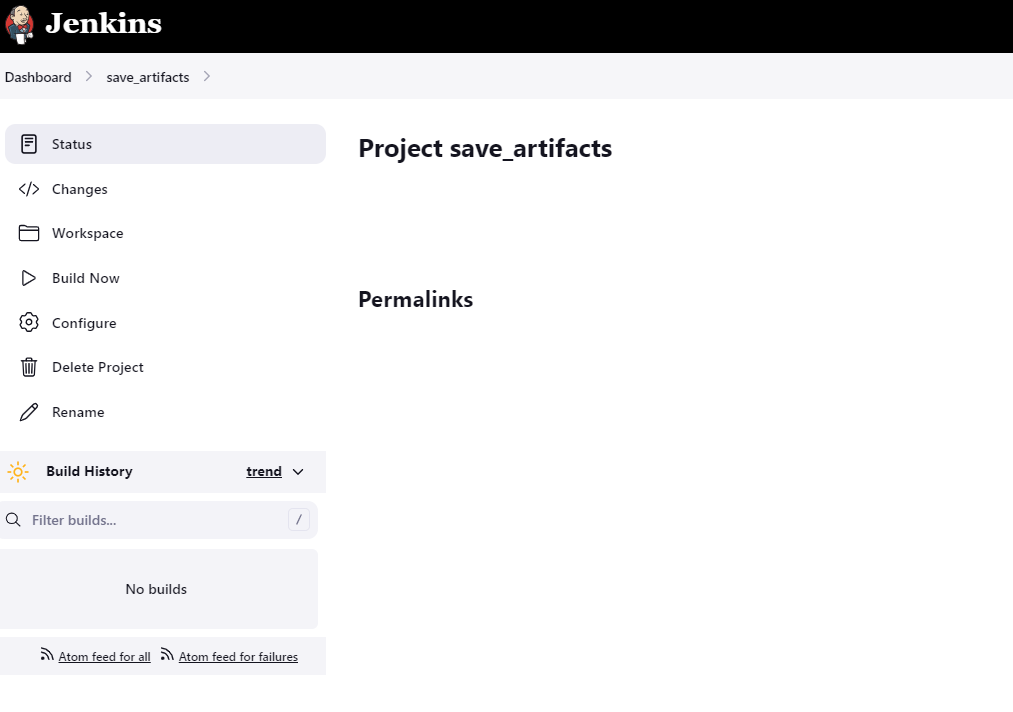 Jenkins
Dashboard
save_artifacts
Status
Changes
Workspace
Build Now
Configure
Delete Project
Rename
Build History
trend
Filter builds...
/
No builds
Atom feed for all
Atom feed for failures
Project save_artifacts
Permalinks